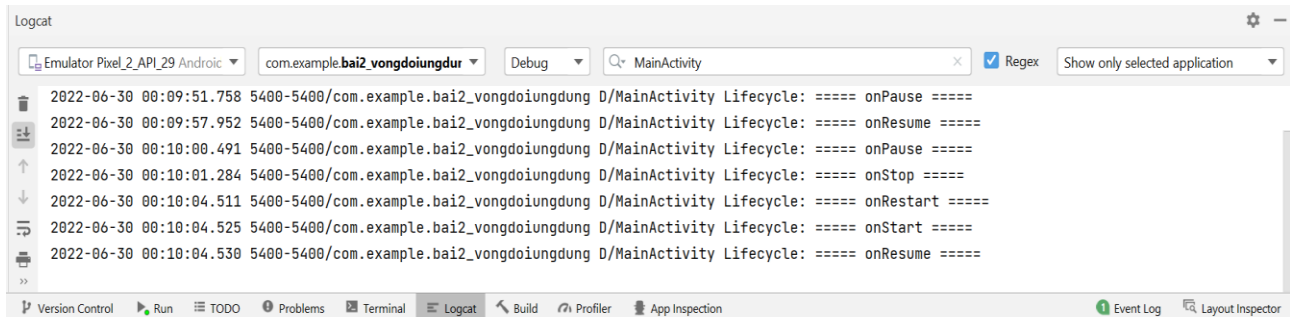 Logcat
Emulator Pixel_2_API_29 Androic com.example.bai2_vongdoiungdur Debug MainActivity Regex Show only selected application
2022-06-30 00:09:51.758 5400-5400/com.example.bai2_vongdoiungdung D/MainActivity Lifecycle: ===== onPause =====
2022-06-30 00:09:57.952 5400-5400/com.example.bai2_vongdoiungdung D/MainActivity Lifecycle: ===== onResume =====
2022-06-30 00:10:00.491 5400-5400/com.example.bai2_vongdoiungdung D/MainActivity Lifecycle: ===== onPause =====
2022-06-30 00:10:01.284 5400-5400/com.example.bai2_vongdoiungdung D/MainActivity Lifecycle: ===== onStop =====
2022-06-30 00:10:04.511 5400-5400/com.example.bai2_vongdoiungdung D/MainActivity Lifecycle: ===== onRestart =====
2022-06-30 00:10:04.525 5400-5400/com.example.bai2_vongdoiungdung D/MainActivity Lifecycle: ===== onStart =====
2022-06-30 00:10:04.530 5400-5400/com.example.bai2_vongdoiungdung D/MainActivity Lifecycle: ===== onResume =====
Version Control Run TODO Problems Terminal Logcat Build Profiler App Inspection 1 Event Log Layout Inspector